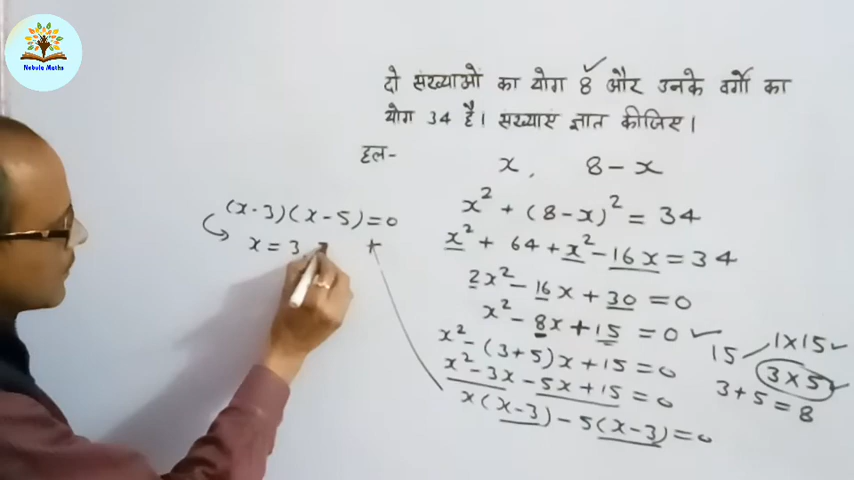 Nebula Maths
दो संख्याओ का योग 8 और उनके वर्गो का
योग 34 है। संख्याएं ज्ञात कीजिए।
हल-
x, 8-x
x² + (8-x)² = 34
x² + 64 + x² - 16x = 34
2x² - 16x + 30 = 0
x² - 8x + 15 = 0
x² - (3+5)x + 15 = 0
x² - 3x - 5x + 15 = 0
x(x-3) - 5(x-3) = 0
15
1×15
3×5
3+5=8
(x-3)(x-5)=0
x=3,